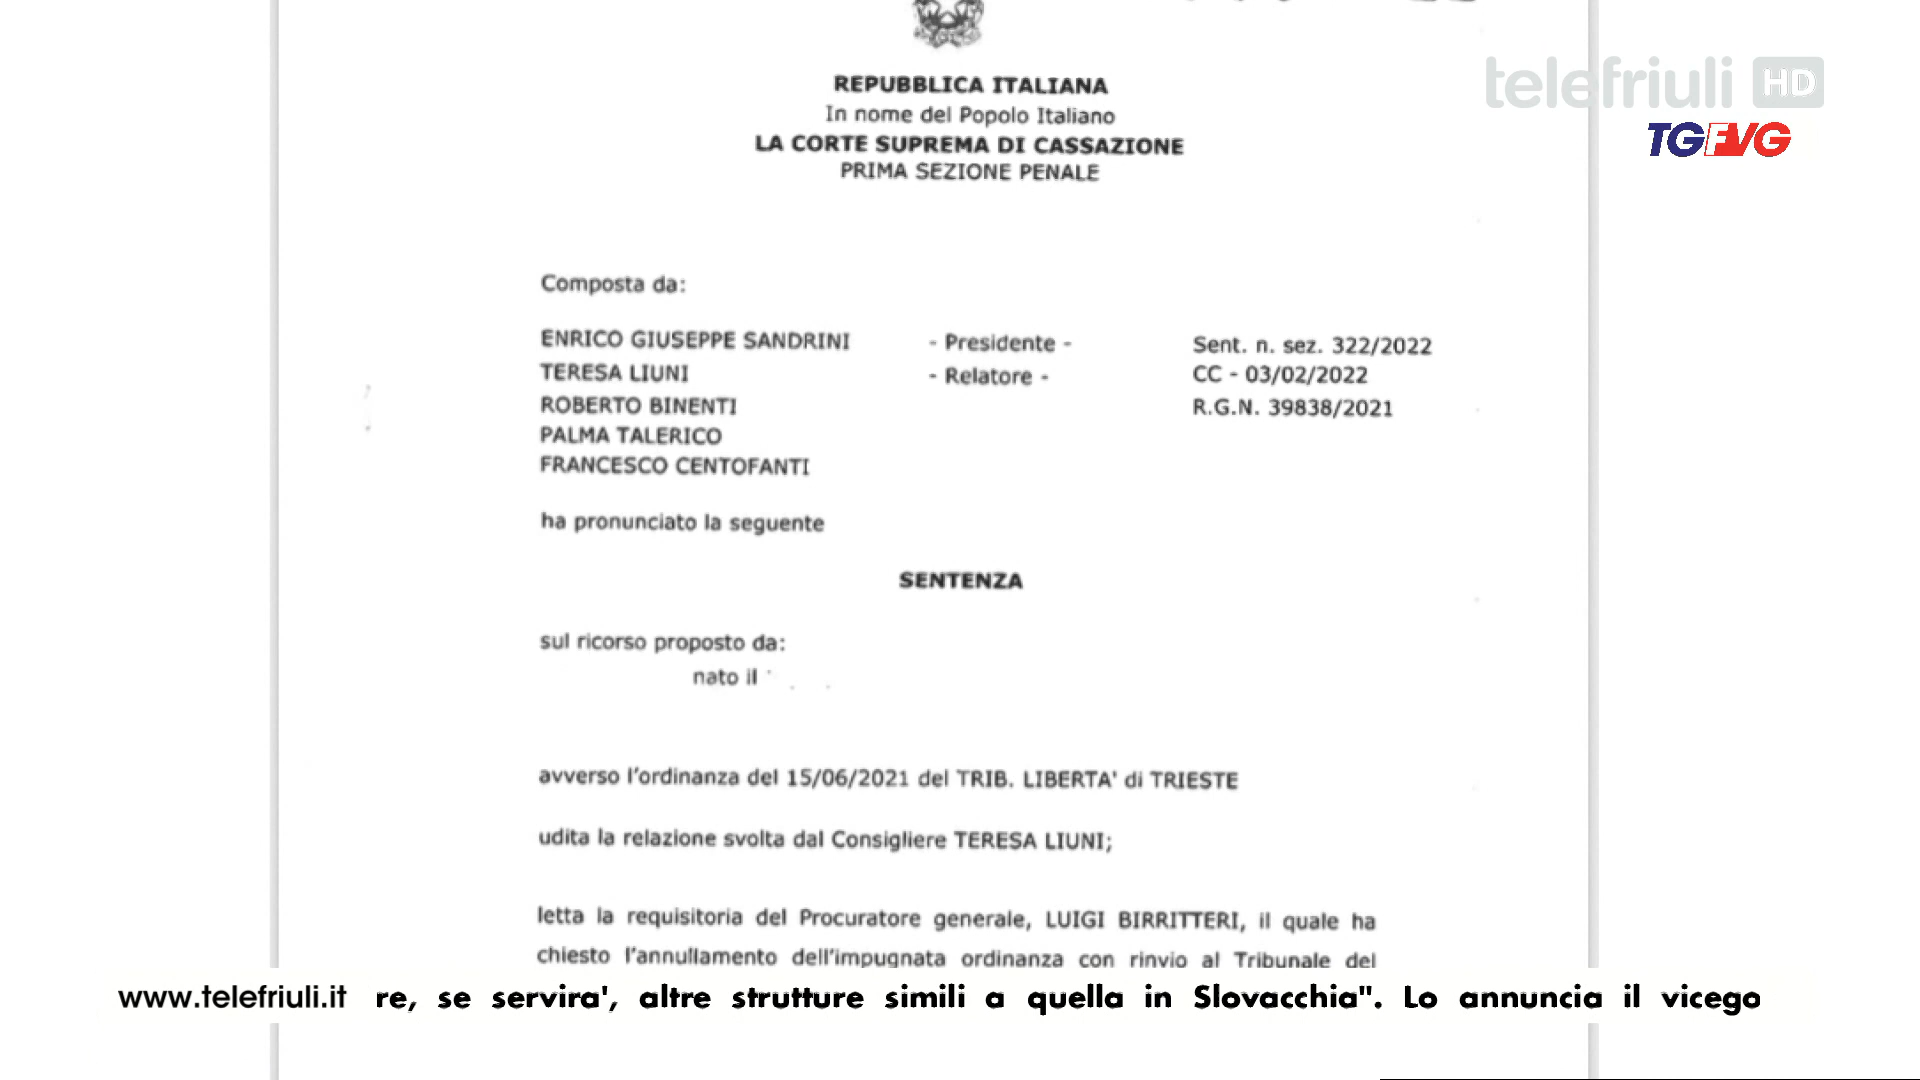 telefriuli HD
TGFVG
REPUBBLICA ITALIANA
In nome del Popolo Italiano
LA CORTE SUPREMA DI CASSAZIONE
PRIMA SEZIONE PENALE
Composta da:
ENRICO GIUSEPPE SANDRINI - Presidente - Sent. n. sez. 322/2022
TERESA LIUNI - Relatore - CC - 03/02/2022
ROBERTO BINENTI R.G.N. 39838/2021
PALMA TALERICO
FRANCESCO CENTOFANTI
ha pronunciato la seguente
SENTENZA
sul ricorso proposto da:
nato il
avverso l'ordinanza del 15/06/2021 del TRIB. LIBERTA' di TRIESTE
udita la relazione svolta dal Consigliere TERESA LIUNI;
letta la requisitoria del Procuratore generale, LUIGI BIRRITTERI, il quale ha
chiesto l'annullamento dell'impugnata ordinanza con rinvio al Tribunale del
www.telefriuli.it re, se servira', altre strutture simili a quella in Slovacchia". Lo annuncia il vicego